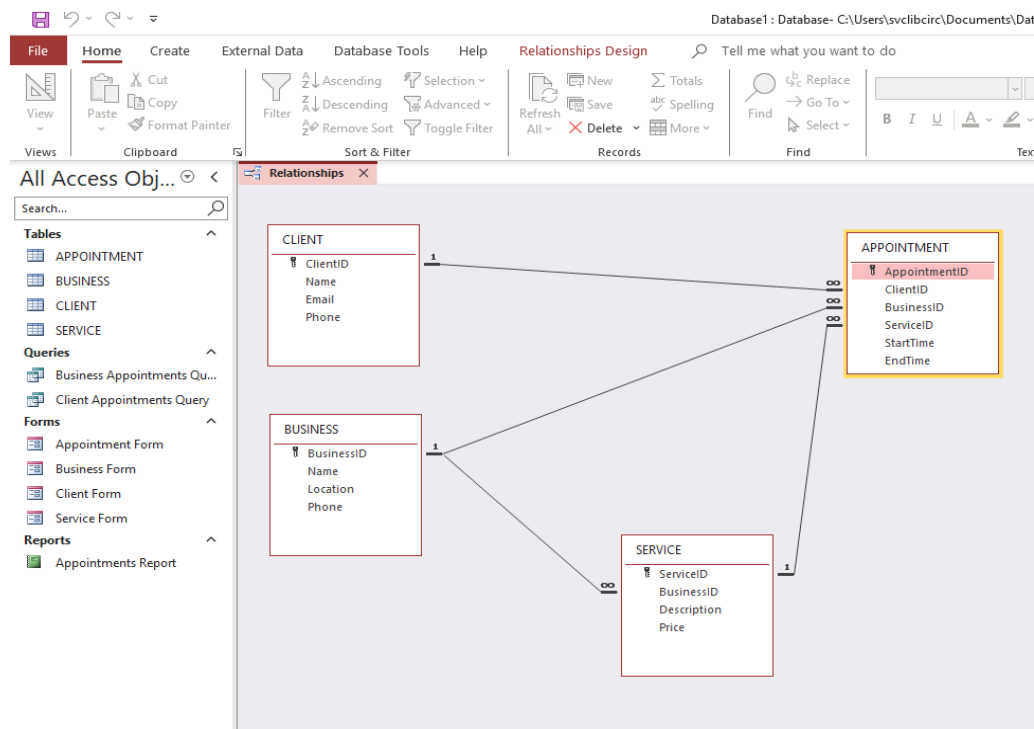 Database1 : Database- C:\Users\svclibcirc\Documents\Dat
File Home Create External Data Database Tools Help Relationships Design Tell me what you want to do
View
Views
Paste
Cut
Copy
Format Painter
Clipboard
Filter
Ascending
Descending
Remove Sort
Selection
Advanced
Toggle Filter
Sort & Filter
Refresh
All
New
Save
Delete
Totals
Spelling
More
Records
Find
Replace
Go To
Select
Find
B I U A
Tex
All Access Obj...
Search...
Tables
APPOINTMENT
BUSINESS
CLIENT
SERVICE
Queries
Business Appointments Qu...
Client Appointments Query
Forms
Appointment Form
Business Form
Client Form
Service Form
Reports
Appointments Report
Relationships
CLIENT
ClientID
Name
Email
Phone
1
BUSINESS
BusinessID
Name
Location
Phone
1
∞
SERVICE
ServiceID
BusinessID
Description
Price
1
APPOINTMENT
AppointmentID
ClientID
BusinessID
ServiceID
StartTime
EndTime
∞
∞
∞